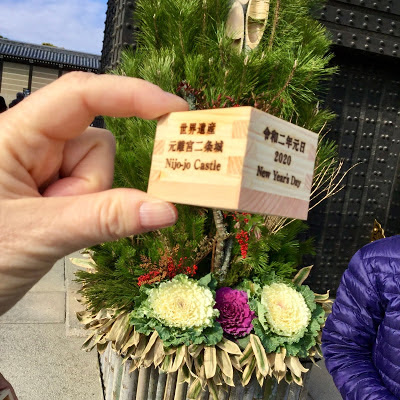 世界遺産
元離宮二条城
Nijo-jo Castle
令和二年元日
2020
New Year's Day